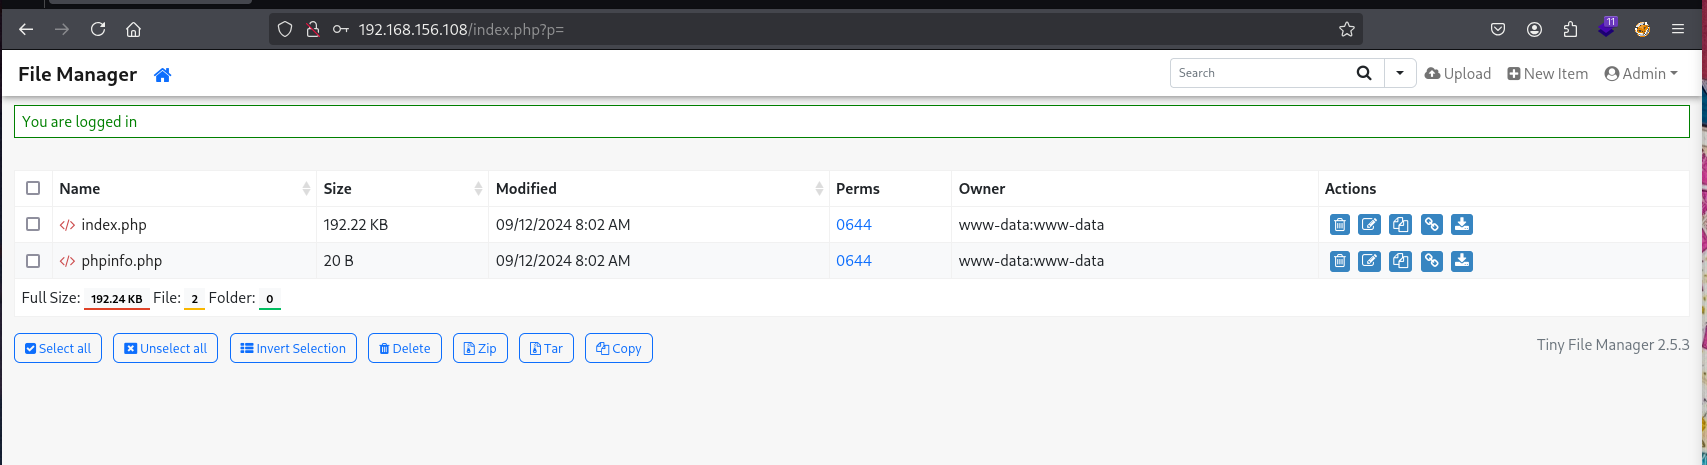 192.168.156.108/index.php?p=
11
File Manager Search Upload New Item Admin
You are logged in
Name Size Modified Perms Owner Actions
index.php 192.22 KB 09/12/2024 8:02 AM 0644 www-data:www-data
phpinfo.php 20 B 09/12/2024 8:02 AM 0644 www-data:www-data
Full Size: 192.24 KB File: 2 Folder: 0
Select all Unselect all Invert Selection Delete Zip Tar Copy Tiny File Manager 2.5.3